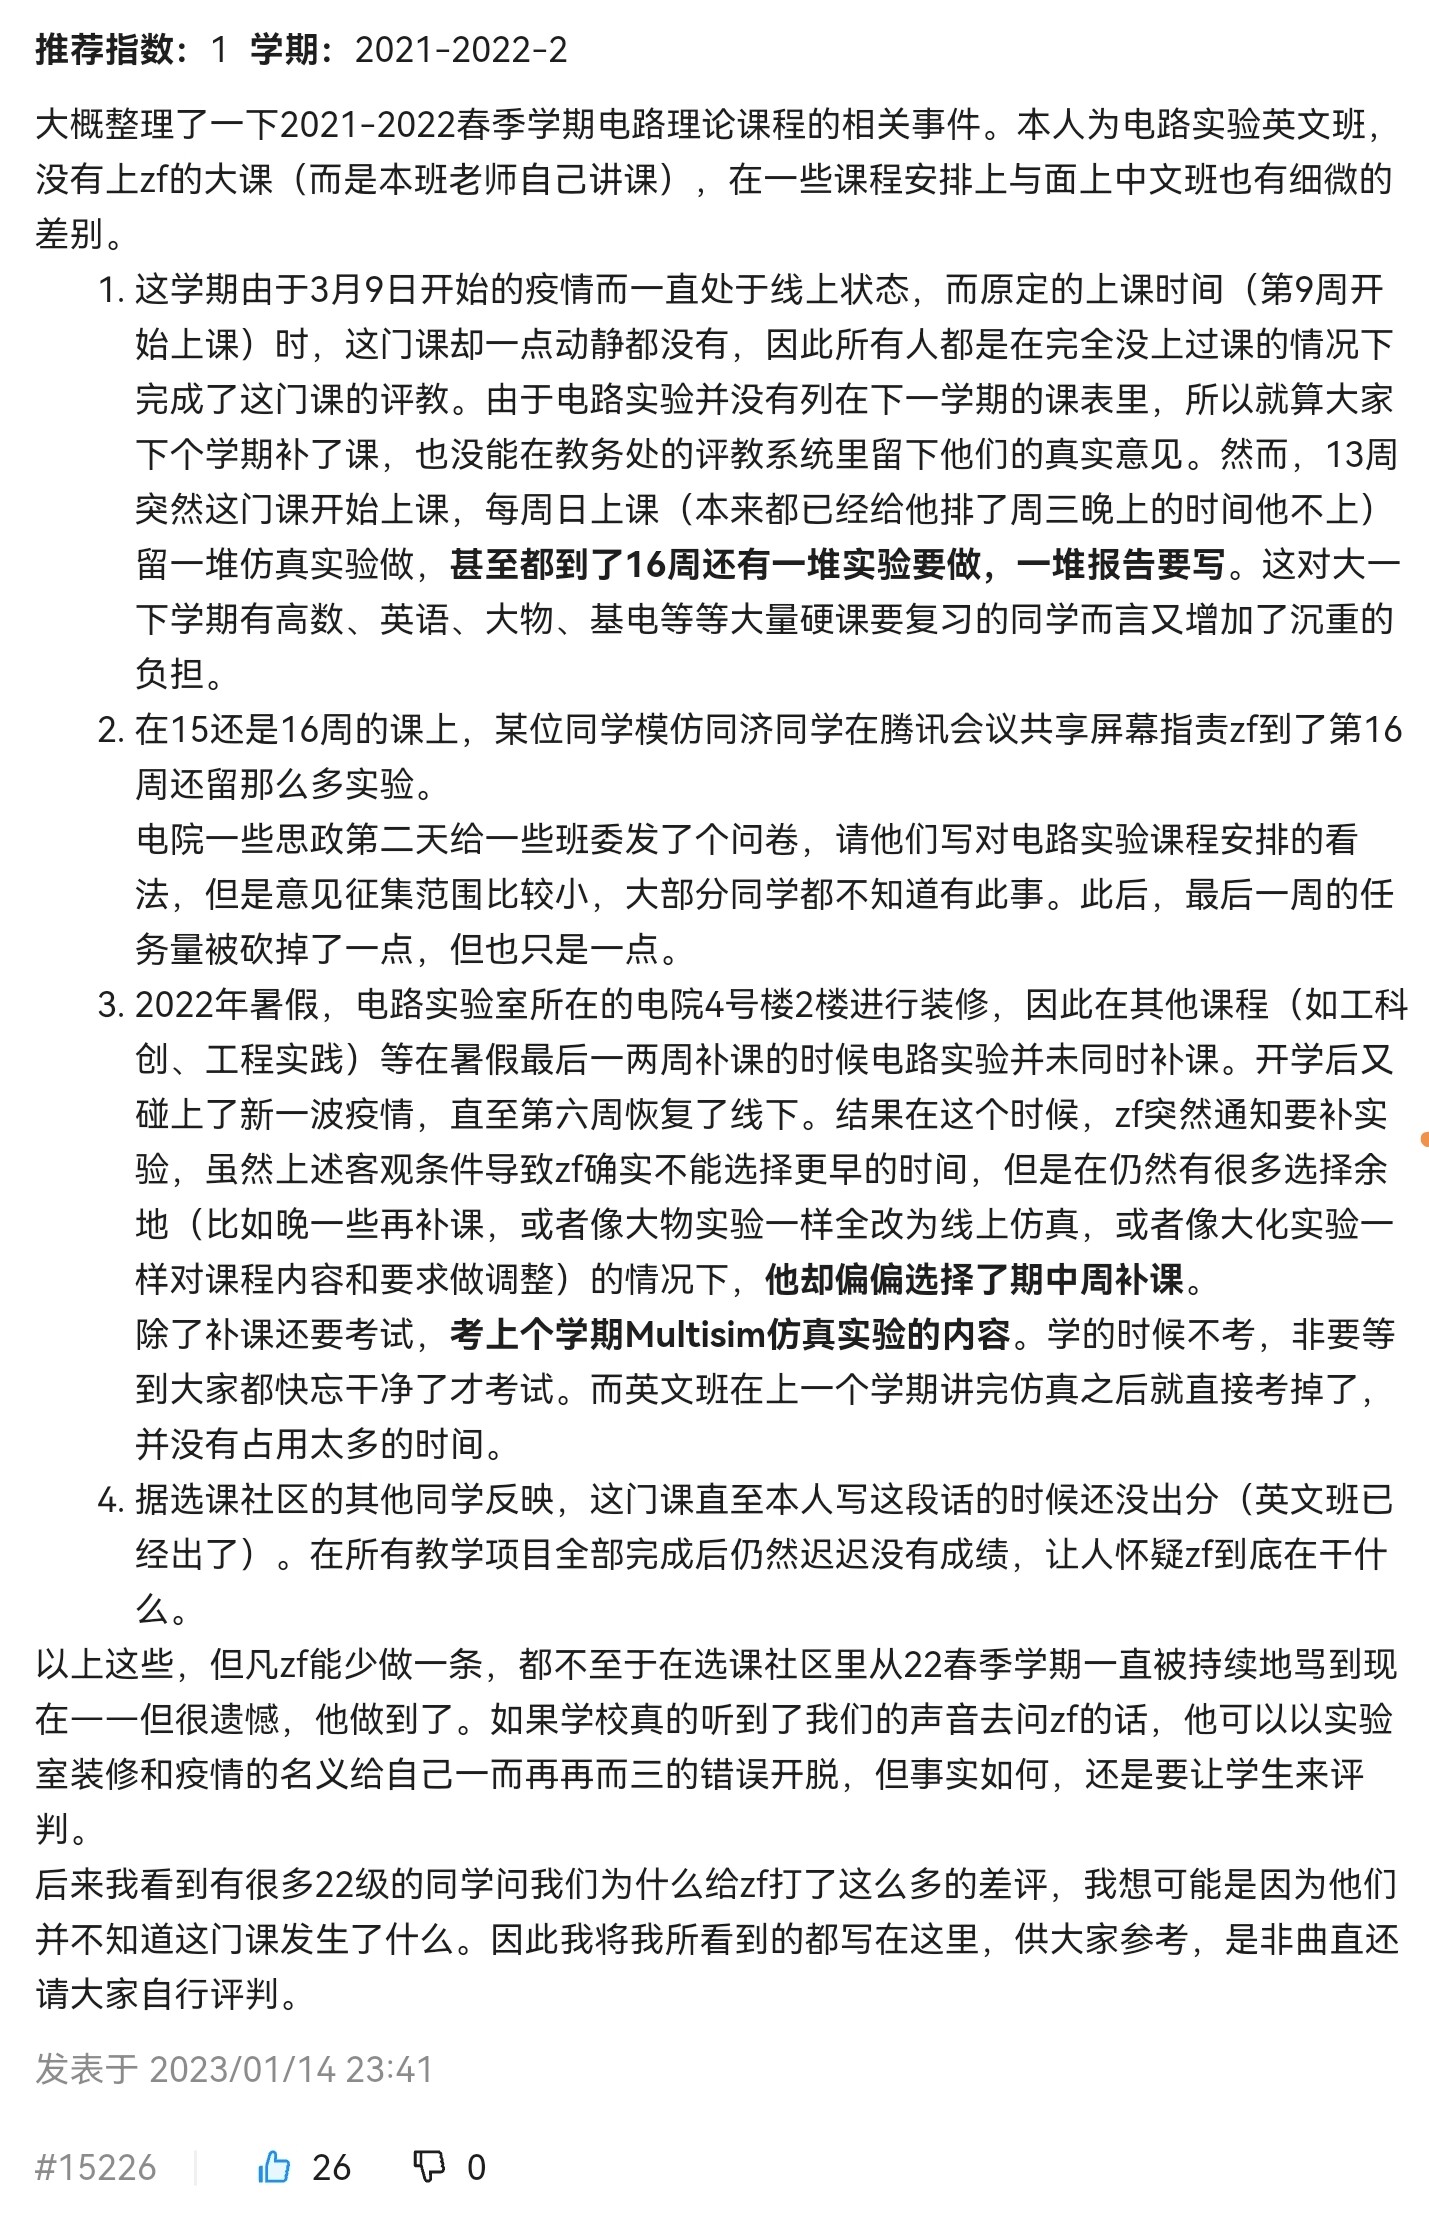 推荐指数：1 学期：2021-2022-2
大概整理了一下2021-2022春季学期电路理论课程的相关事件。本人为电路实验英文班，
没有上zf的大课（而是本班老师自己讲课），在一些课程安排上与面上中文班也有细微的
差别。
1. 这学期由于3月9日开始的疫情而一直处于线上状态，而原定的上课时间（第9周开
始上课）时，这门课却一点动静都没有，因此所有人都是在完全没上过课的情况下
完成了这门课的评教。由于电路实验并没有列在下一学期的课表里，所以就算大家
下个学期补了课，也没能在教务处的评教系统里留下他们的真实意见。然而，13周
突然这门课开始上课，每周日上课（本来都已经给他排了周三晚上的时间他不上）
留一堆仿真实验做，甚至都到了16周还有一堆实验要做，一堆报告要写。这对大一
下学期有高数、英语、大物、基电等等大量硬课要复习的同学而言又增加了沉重的
负担。
2. 在15还是16周的课上，某位同学模仿同济同学在腾讯会议共享屏幕指责zf到了第16
周还留那么多实验。
电院一些思政第二天给一些班委发了个问卷，请他们写对电路实验课程安排的看
法，但是意见征集范围比较小，大部分同学都不知道有此事。此后，最后一周的任
务量被砍掉了一点，但也只是一点。
3. 2022年暑假，电路实验室所在的电院4号楼2楼进行装修，因此在其他课程（如工科
创、工程实践）等在暑假最后一两周补课的时候电路实验并未同时补课。开学后又
碰上了新一波疫情，直至第六周恢复了线下。结果在这个时候，zf突然通知要补实
验，虽然上述客观条件导致zf确实不能选择更早的时间，但是在仍然有很多选择余
地（比如晚一些再补课，或者像大物实验一样全改为线上仿真，或者像大化实验一
样对课程内容和要求做调整）的情况下，他却偏偏选择了期中周补课。
除了补课还要考试，考上个学期Multisim仿真实验的内容。学的时候不考，非要等
到大家都快忘干净了才考试。而英文班在上一个学期讲完仿真之后就直接考掉了，
并没有占用太多的时间。
4. 据选课社区的其他同学反映，这门课直至本人写这段话的时候还没出分（英文班已
经出了）。在所有教学项目全部完成后仍然迟迟没有成绩，让人怀疑zf到底在干什
么。
以上这些，但凡zf能少做一条，都不至于在选课社区里从22春季学期一直被持续地骂到现
在一一但很遗憾，他做到了。如果学校真的听到了我们的声音去问zf的话，他可以以实验
室装修和疫情的名义给自己一而再再而三的错误开脱，但事实如何，还是要让学生来评
判。
后来我看到有很多22级的同学问我们为什么给zf打了这么多的差评，我想可能是因为他们
并不知道这门课发生了什么。因此我将我所看到的都写在这里，供大家参考，是非曲直还
请大家自行评判。
发表于 2023/01/14 23:41
#15226 26 0